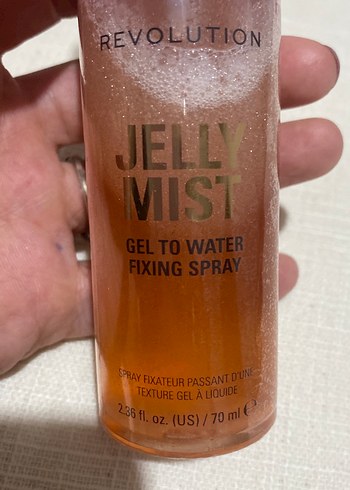 REVOLUTION
JELLY
MIST
GEL TO WATER
FIXING SPRAY
SPRAY FIXATEUR PASSANT D'UNE
TEXTURE GEL À LIQUIDE
2.36 fl. oz. (US) / 70 ml ℮